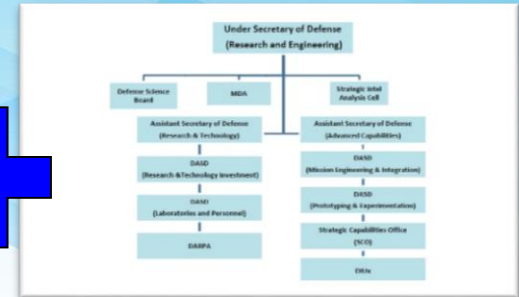 Under Secretary of Defense
(Research and Engineering)
Defense Science
Board
MDA
Strategic Intel
Analysis Cell
Assistant Secretary of Defense
(Research & Technology)
DASD
(Research &Technology Investment)
DASD
(Laboratories and Personnel)
DARPA
Assistant Secretary of Defense
(Advanced Capabilities)
DASD
(Mission Engineering & Integration)
DASD
(Prototyping & Experimentation)
Strategic Capabilities Office
(SCO)
DIUx